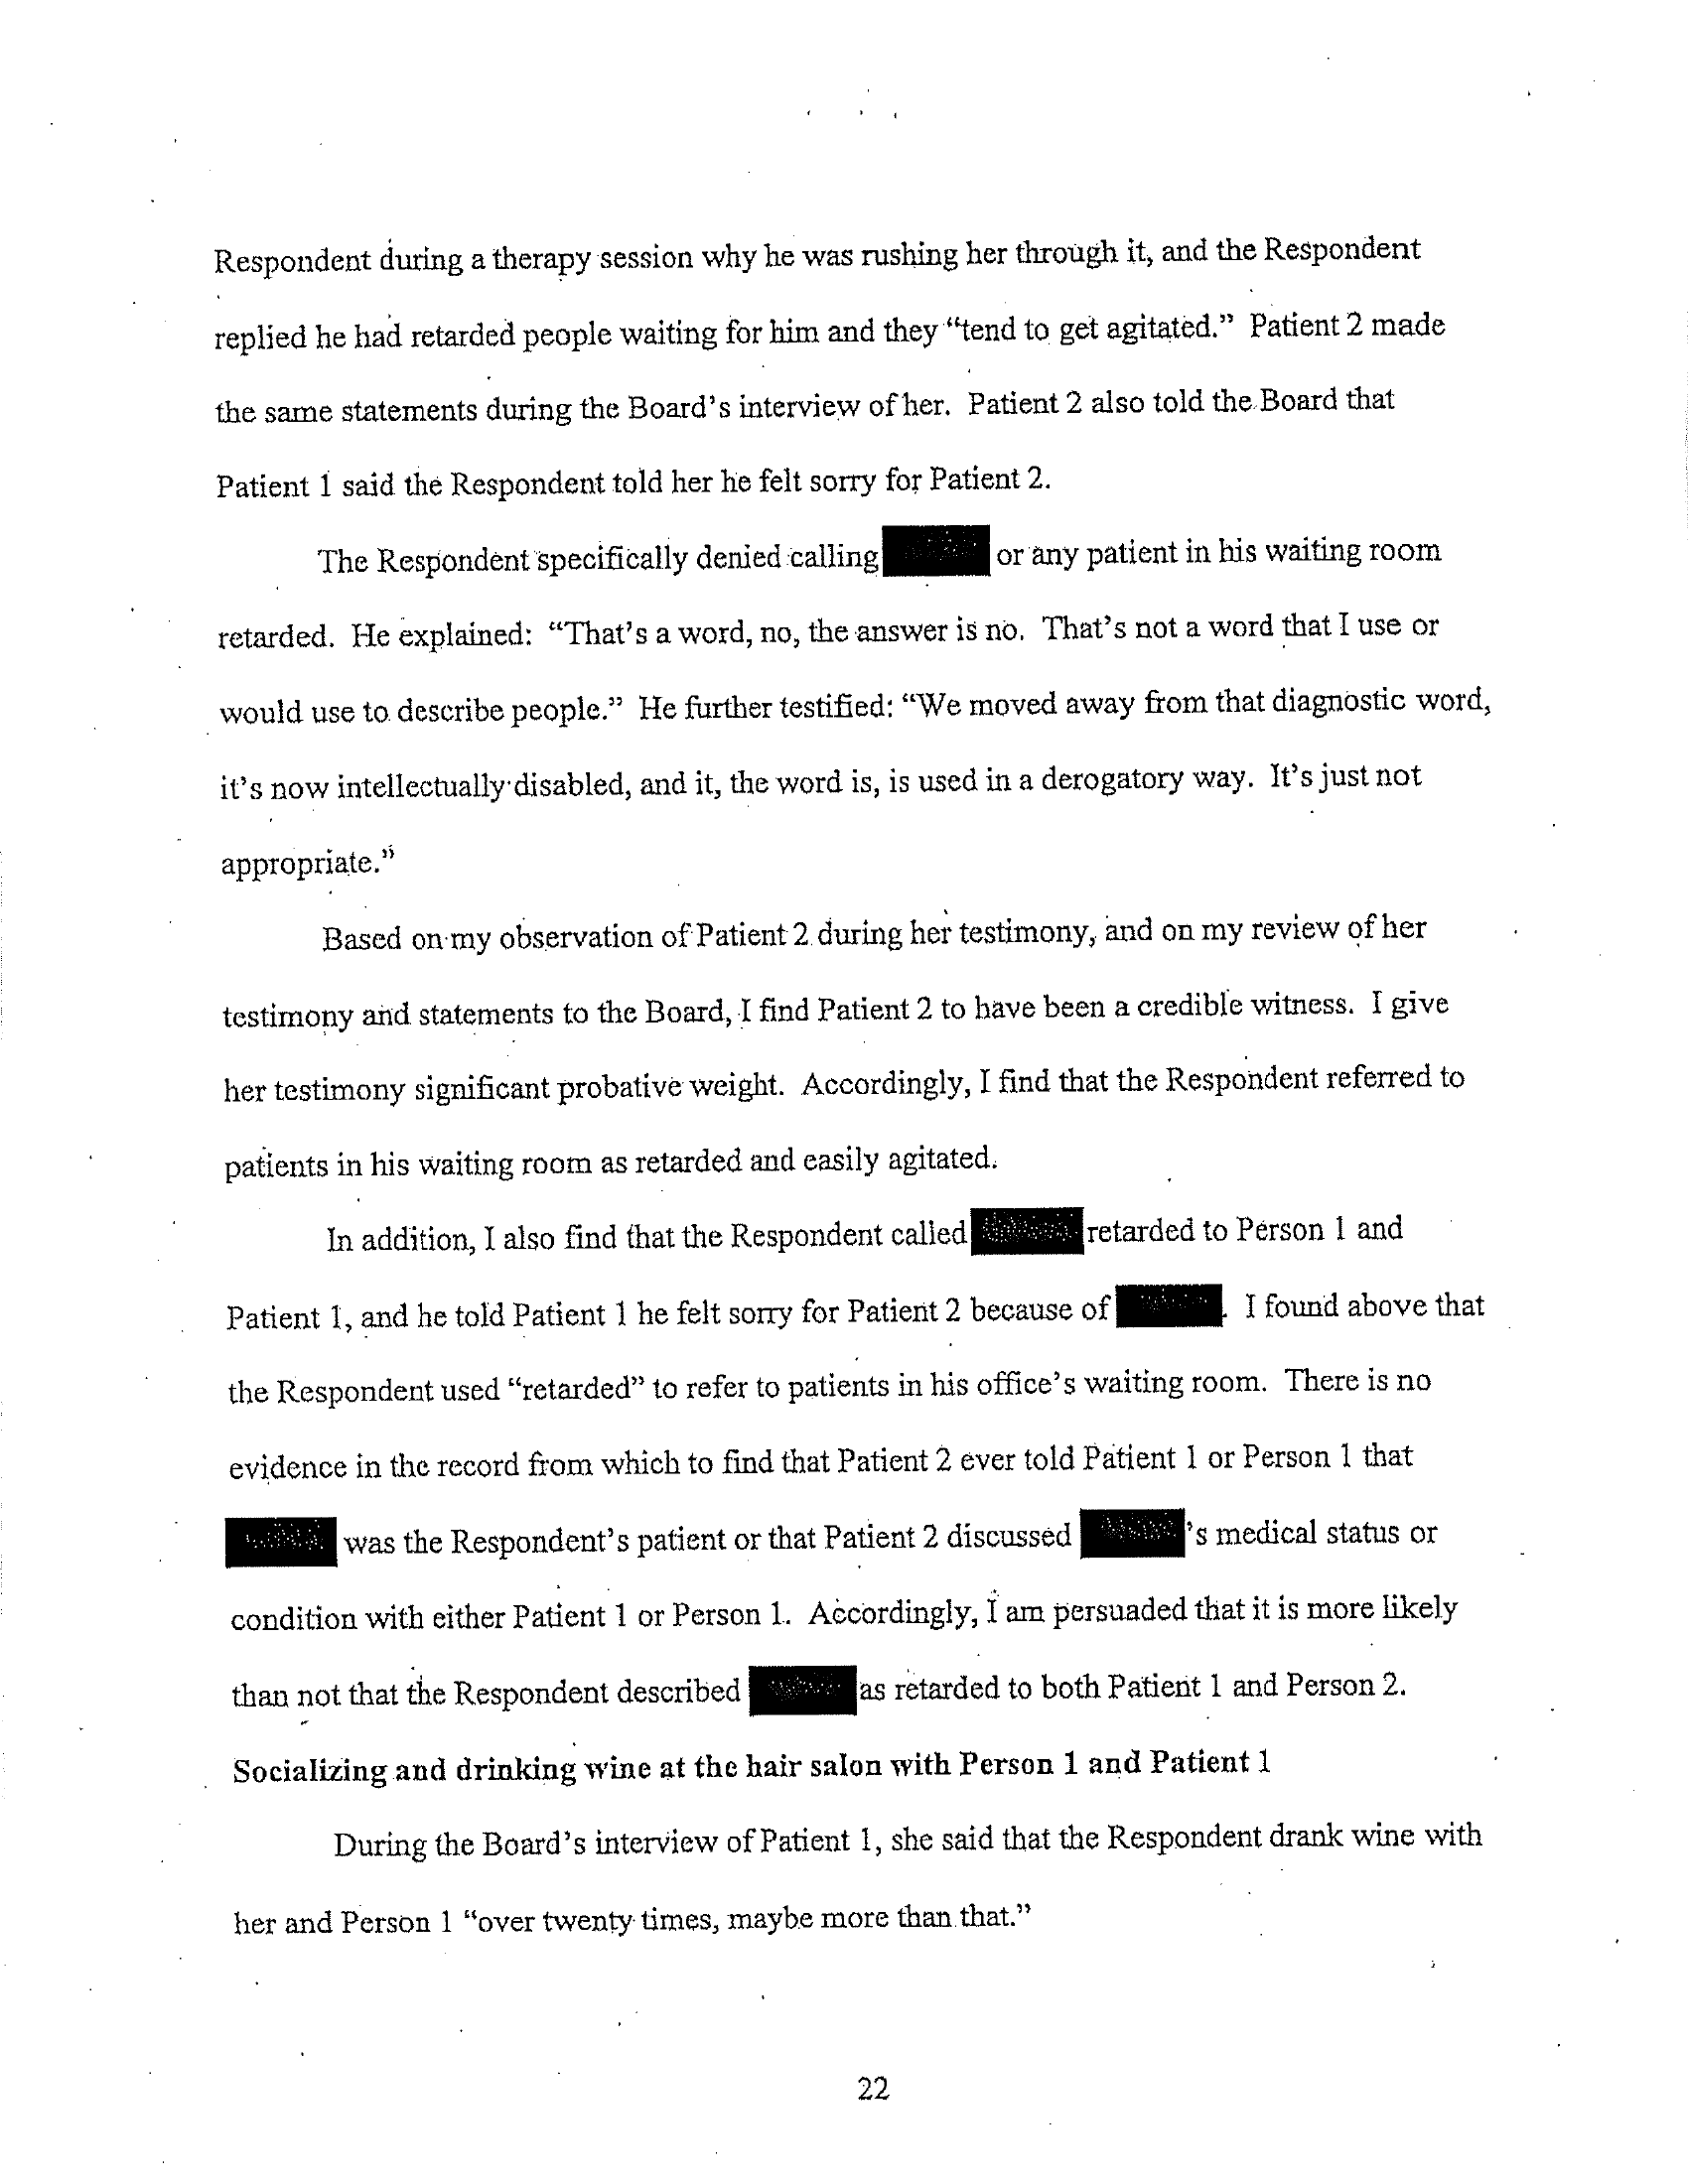 Respondent during a therapy session why he was rushing her through it, and the Respondent
replied he had retarded people waiting for him and they “tend to get agitated.” Patient 2 made
the same statements during the Board’s interview of her. Patient 2 also told the Board that
Patient 1 said the Respondent told her he felt sorry for Patient 2.
The Respondent specifically denied calling or any patient in his waiting room
retarded. He explained: “That’s a word, no, the answer is no. That’s not a word that I use or
would use to describe people.” He further testified: “We moved away from that diagnostic word,
it’s now intellectually disabled, and it, the word is, is used in a derogatory way. It’s just not
appropriate.”
Based on my observation of Patient 2 during her testimony, and on my review of her
testimony and statements to the Board, I find Patient 2 to have been a credible witness. I give
her testimony significant probative weight. Accordingly, I find that the Respondent referred to
patients in his waiting room as retarded and easily agitated.
In addition, I also find that the Respondent called retarded to Person 1 and
Patient 1, and he told Patient 1 he felt sorry for Patient 2 because of . I found above that
the Respondent used “retarded” to refer to patients in his office’s waiting room. There is no
evidence in the record from which to find that Patient 2 ever told Patient 1 or Person 1 that
was the Respondent’s patient or that Patient 2 discussed ’s medical status or
condition with either Patient 1 or Person 1. Accordingly, I am persuaded that it is more likely
than not that the Respondent described as retarded to both Patient 1 and Person 2.
Socializing and drinking wine at the hair salon with Person 1 and Patient 1
During the Board’s interview of Patient 1, she said that the Respondent drank wine with
her and Person 1 “over twenty times, maybe more than that.”
22